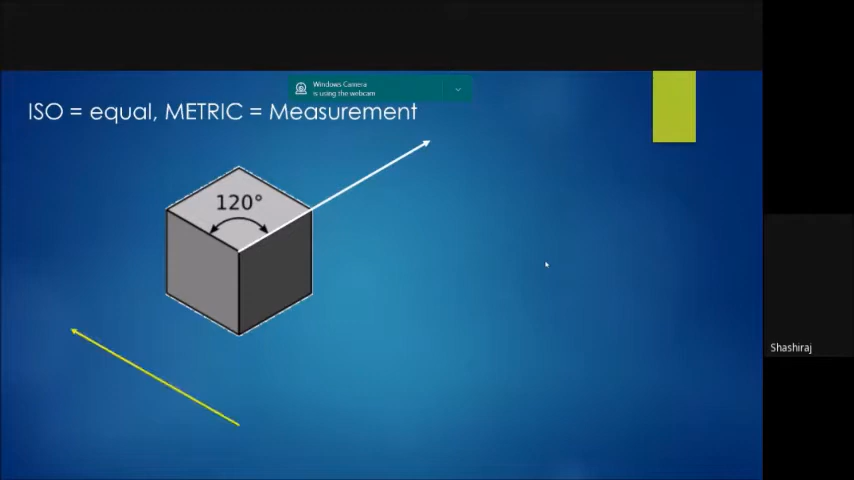 Windows Camera
is using the webcam
ISO = equal, METRIC = Measurement
120°
Shashiraj